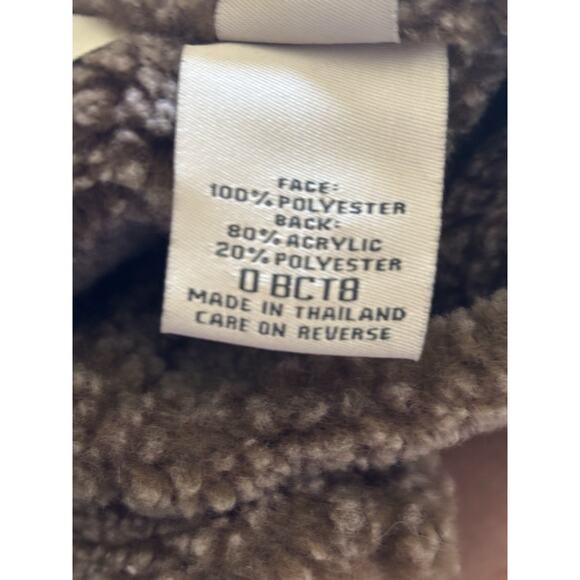 FACE:
100% POLYESTER
BACK:
80% ACRYLIC
20% POLYESTER
0 BCT8
MADE IN THAILAND
CARE ON REVERSE